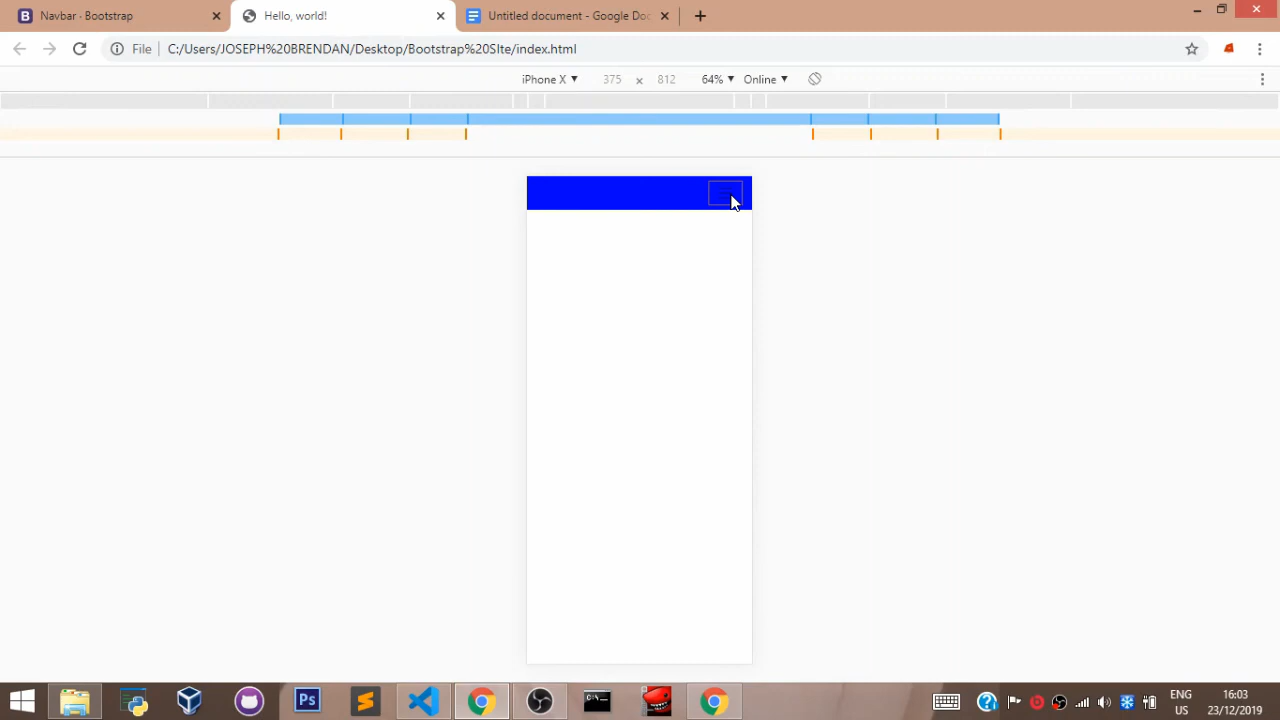 Navbar · Bootstrap
Hello, world!
Untitled document - Google Doc
File
C:/Users/JOSEPH%20BRENDAN/Desktop/Bootstrap%20SIte/index.html
iPhone X
375
×
812
64%
Online
Ps
ENG
US
16:03
23/12/2019